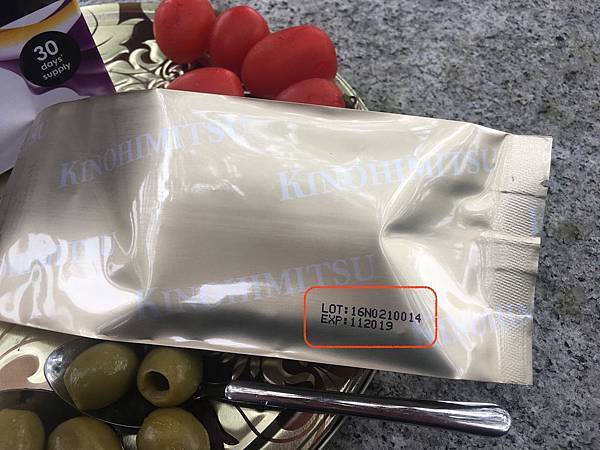 30
days'
supply
KINOHIMITSU
KINOHIMITSU
KINOHIMITSU
LOT:16N0210014
EXP:112019